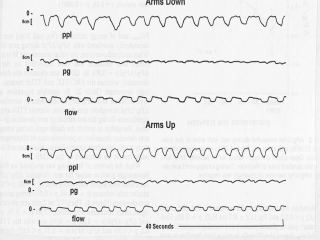 Arms Down
0 -
5cm [
ppl
5cm [
0 -
pg
0 -
flow
Arms Up
0 -
5cm [
ppl
5cm [
0 -
pg
0 -
flow
40 Seconds